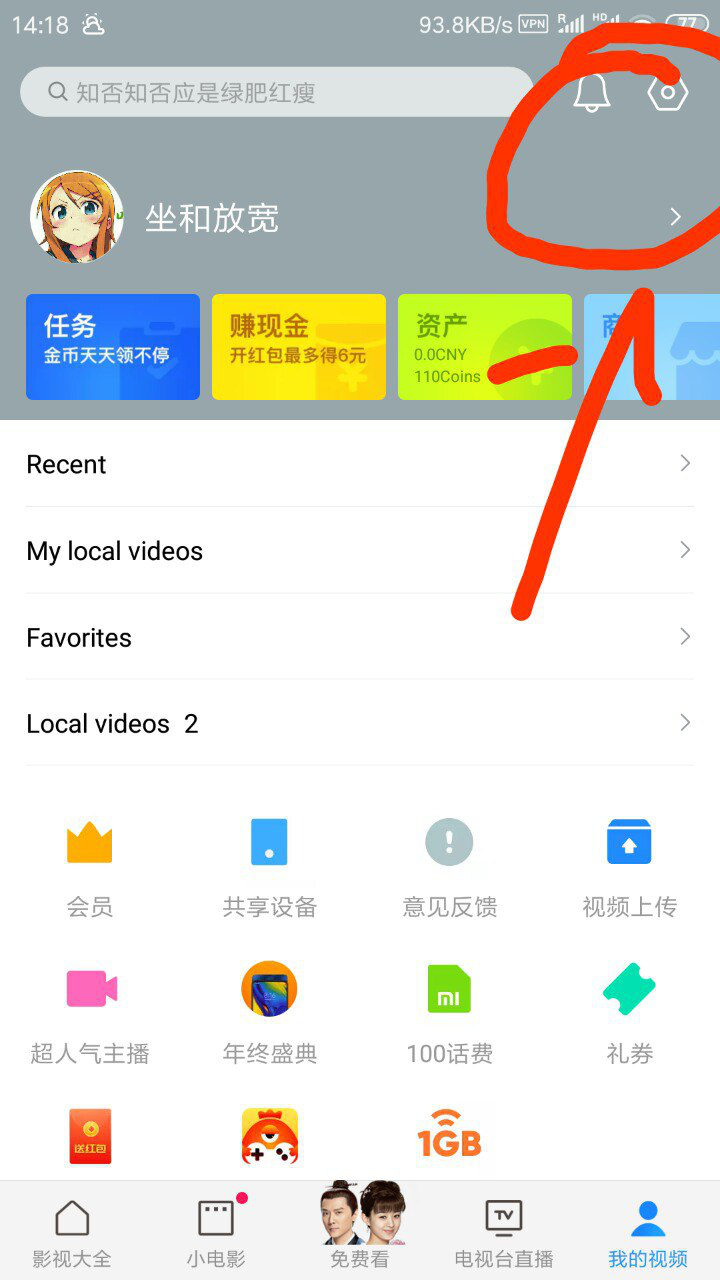 14:18
93.8KB/s VPN R HD 77
知否知否应是绿肥红瘦
坐和放宽
任务
金币天天领不停
赚现金
开红包最多得6元
资产
0.0CNY
110Coins
商
Recent
My local videos
Favorites
Local videos 2
会员 共享设备 意见反馈 视频上传
mi
超人气主播 年终盛典 100话费 礼券
送红包
1GB
TV
影视大全 小电影 免费看 电视台直播 我的视频